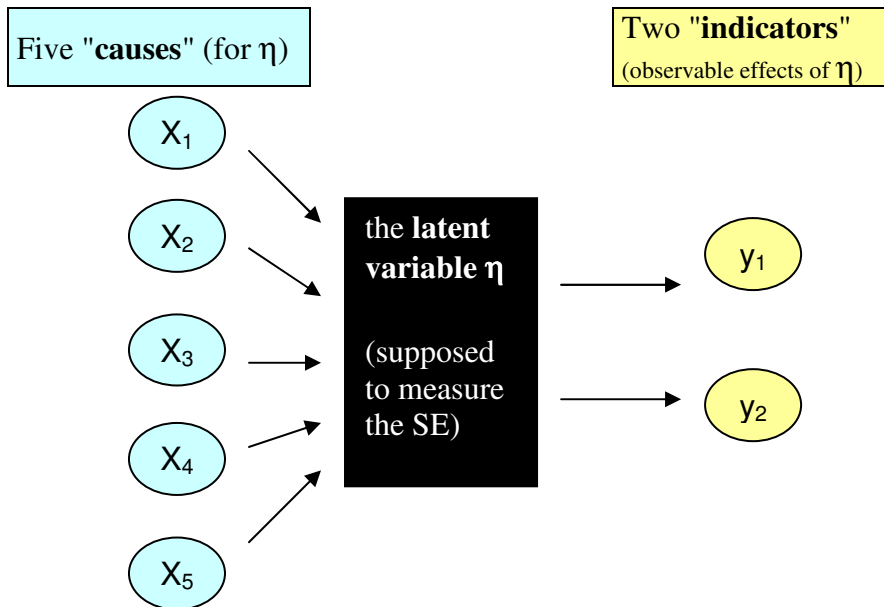 Five "causes" (for η)
Two "indicators"
(observable effects of η)
X₁
X₂
X₃
X₄
X₅
the latent
variable η
(supposed
to measure
the SE)
y₁
y₂